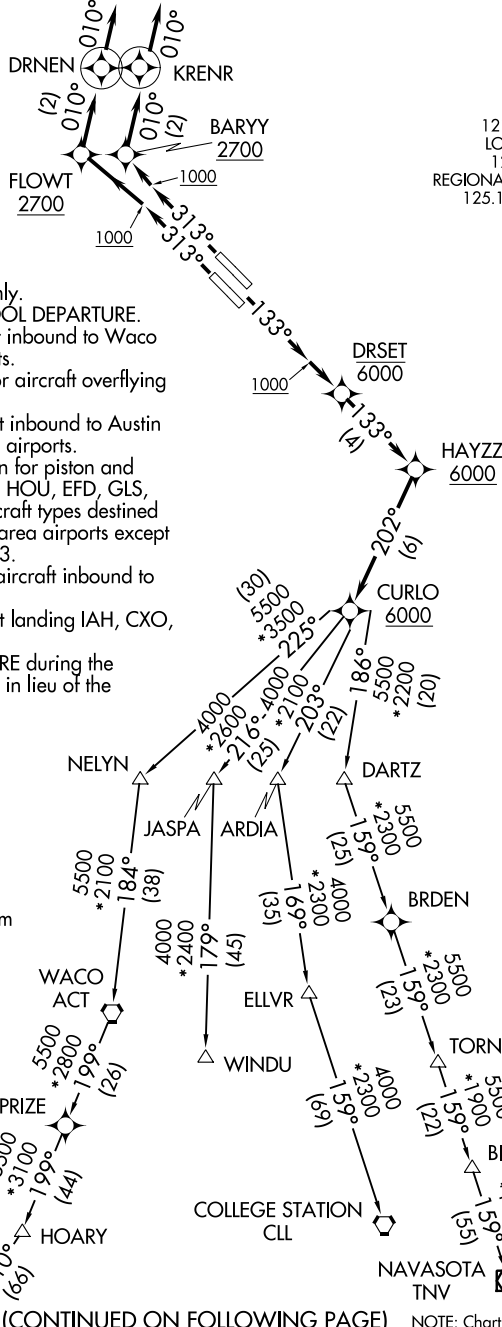 010°
010°
DRNEN
KRENR
(2)
010°
010°
(2)
BARYY
2700
FLOWT
2700
1000
1000
313°
313°
12
LO
12
REGIONA
125.1
nly.
OOL DEPARTURE.
t inbound to Waco
ts.
or aircraft overflying
t inbound to Austin
airports.
n for piston and
HOU, EFD, GLS,
craft types destined
area airports except
3.
aircraft inbound to
t landing IAH, CXO,
RE during the
in lieu of the
133°
1000
DRSET
6000
133°
(4)
HAYZZ
6000
202°
(6)
CURLO
6000
(30)
5500
*3500
225°
4000
*2600
216°-4000
*2100
(25)
203°
(22)
186°
5500
*2200
(20)
NELYN
JASPA
ARDIA
DARTZ
5500
*2100
184°
(38)
4000
*2400
179°
(45)
4000
*2300
169°
(35)
5500
*2300
159°
(25)
BRDEN
m
WACO
ACT
WINDU
ELLVR
5500
*2300
159°
(23)
TORN
5500
*2800
199°
(26)
PRIZE
4000
*2300
159°
(69)
5500
*1900
159°
(22)
*3100
199°
(44)
HOARY
(66)
COLLEGE STATION
CLL
159°
(55)
NAVASOTA
TNV
(CONTINUED ON FOLLOWING PAGE)
NOTE: Chart